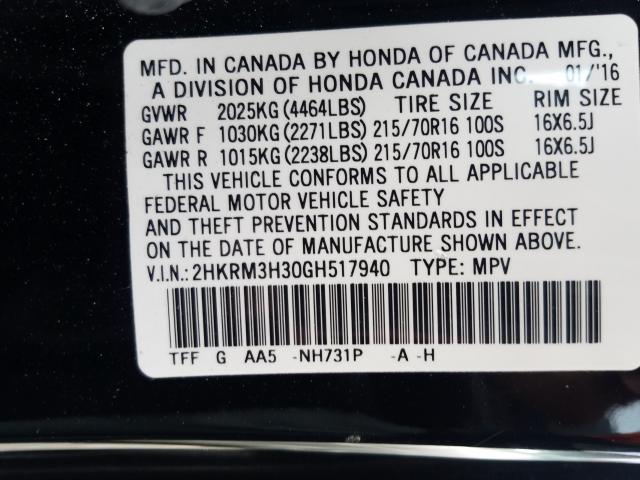 MFD. IN CANADA BY HONDA OF CANADA MFG.,
A DIVISION OF HONDA CANADA INC. 01/'16
GVWR 2025KG(4464LBS) TIRE SIZE RIM SIZE
GAWR F 1030KG(2271LBS) 215/70R16 100S 16X6.5J
GAWR R 1015KG(2238LBS) 215/70R16 100S 16X6.5J
THIS VEHICLE CONFORMS TO ALL APPLICABLE
FEDERAL MOTOR VEHICLE SAFETY
AND THEFT PREVENTION STANDARDS IN EFFECT
ON THE DATE OF MANUFACTURE SHOWN ABOVE.
V.I.N.: 2HKRM3H30GH517940 TYPE: MPV
TFF G AA5 -NH731P -A -H